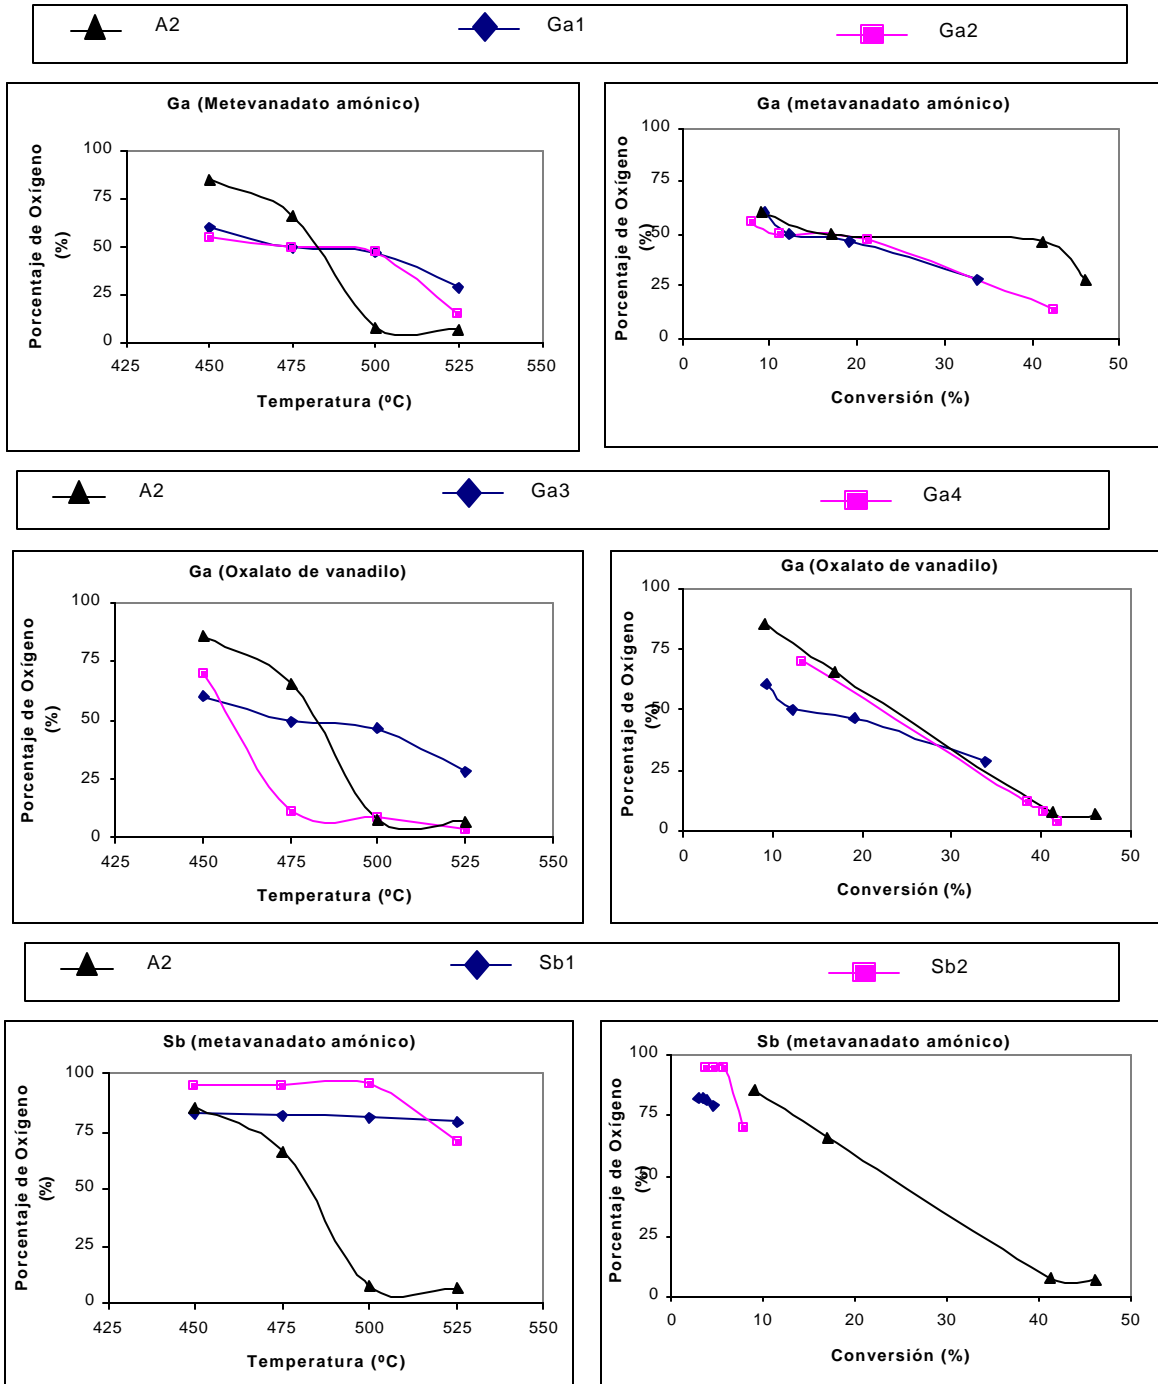 A2 Ga1 Ga2
Ga (Metevanadato amónico)
Porcentaje de Oxígeno
(%)
100
75
50
25
0
425 450 475 500 525 550
Temperatura (ºC)
Ga (metavanadato amónico)
Porcentaje de Oxígeno
(%)
100
75
50
25
0
0 10 20 30 40 50
Conversión (%)
A2 Ga3 Ga4
Ga (Oxalato de vanadilo)
Porcentaje de Oxígeno
(%)
100
75
50
25
0
425 450 475 500 525 550
Temperatura (ºC)
Ga (Oxalato de vanadilo)
Porcentaje de Oxígeno
(%)
100
75
50
25
0
0 10 20 30 40 50
Conversión (%)
A2 Sb1 Sb2
Sb (metavanadato amónico)
Porcentaje de Oxígeno
(%)
100
75
50
25
0
425 450 475 500 525 550
Temperatura (ºC)
Sb (metavanadato amónico)
Porcentaje de Oxígeno
(%)
100
75
50
25
0
0 10 20 30 40 50
Conversión (%)